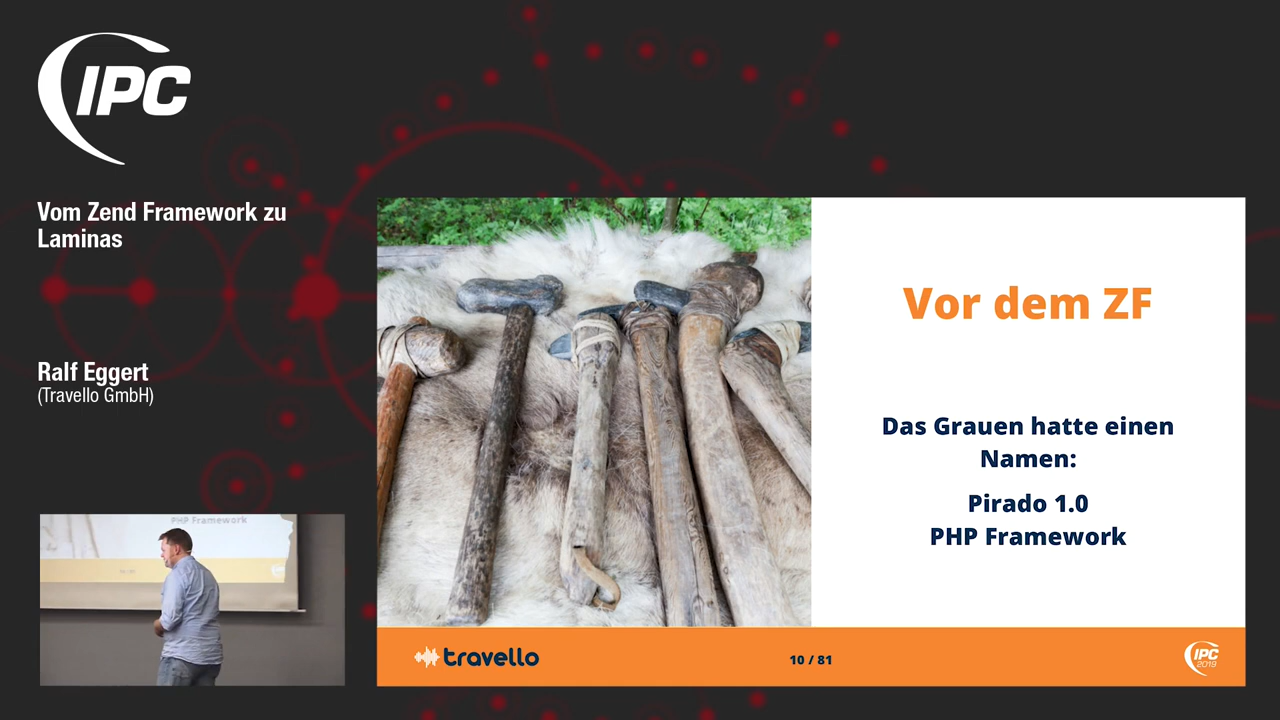 IPC
Vom Zend Framework zu
Laminas
Ralf Eggert
(Travello GmbH)
PHP Framework
Vor dem ZF
Das Grauen hatte einen
Namen:
Pirado 1.0
PHP Framework
travello
10 / 81
IPC
2019